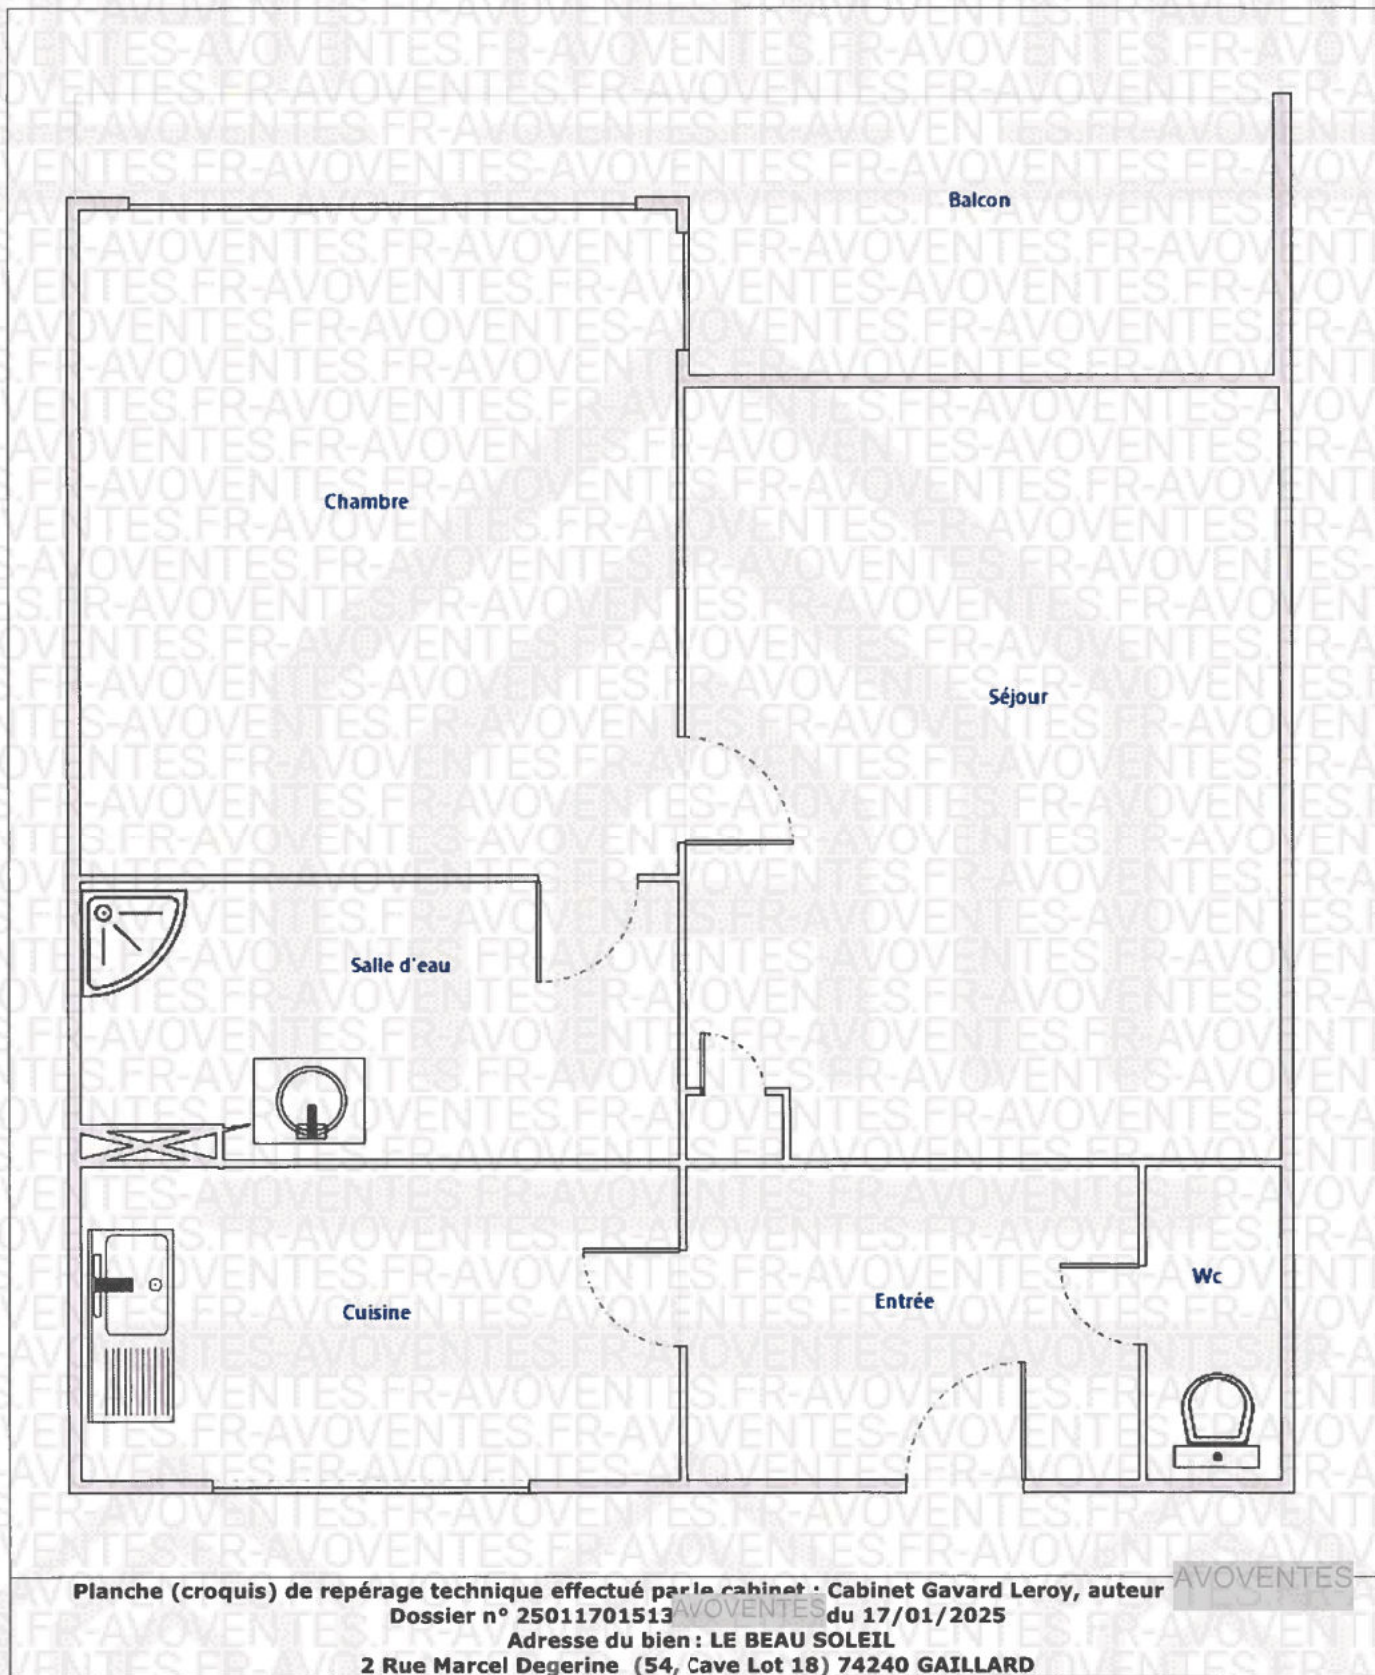 Balcon
Chambre
Séjour
Salle d'eau
Cuisine
Entrée
Wc
Planche (croquis) de repérage technique effectué par le cabinet : Cabinet Gavard Leroy, auteur
AVOVENTES
Dossier n° 25011701513
AVOVENTES
du 17/01/2025
Adresse du bien : LE BEAU SOLEIL
2 Rue Marcel Degerine (54, Cave Lot 18) 74240 GAILLARD